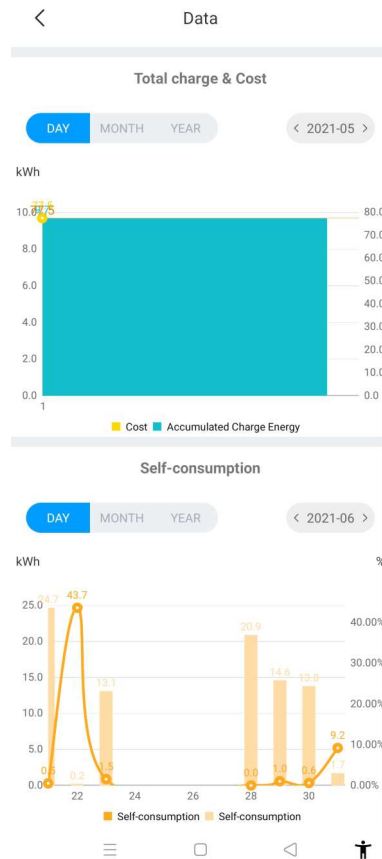 Data
Total charge & Cost
DAY MONTH YEAR < 2021-05 >
kWh
10.0 80.0
70.0
8.0
60.0
6.0 50.0
40.0
4.0
30.0
2.0 20.0
10.0
0.0 0.0
1
Cost Accumulated Charge Energy
Self-consumption
DAY MONTH YEAR < 2021-06 >
kWh %
25.0 24.7 43.7
20.9 40.00%
20.0
14.6 13.8 30.00%
15.0 13.1
20.00%
10.0
9.2
5.0 10.00%
0.5 0.2 1.5 0.0 1.0 0.6 1.7
0.0 0.00%
22 24 26 28 30
Self-consumption Self-consumption